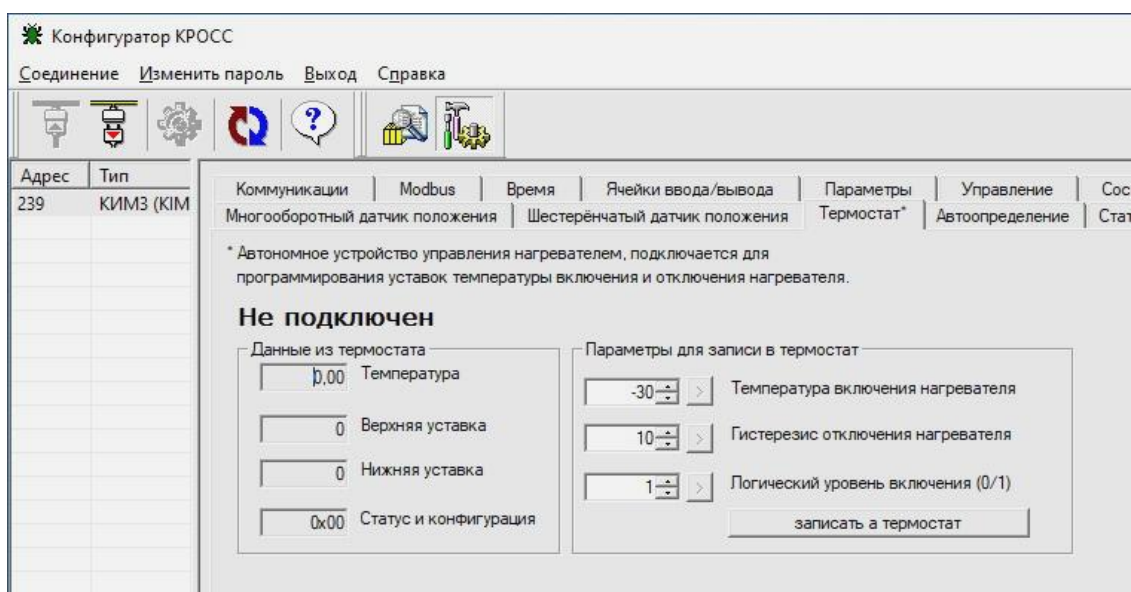 Конфигуратор КРОСС
Соединение Изменить пароль Выход Справка
Адрес Тип
239 КИМ3 (KIM
Коммуникации Modbus Время Ячейки ввода/вывода Параметры Управление Сос
Многооборотный датчик положения Шестерёнчатый датчик положения Термостат* Автоопределение Стат
* Автономное устройство управления нагревателем, подключается для
программирования уставок температуры включения и отключения нагревателя.
Не подключен
Данные из термостата
0,00 Температура
0 Верхняя уставка
0 Нижняя уставка
0x00 Статус и конфигурация
Параметры для записи в термостат
-30 > Температура включения нагревателя
10 > Гистерезис отключения нагревателя
1 > Логический уровень включения (0/1)
записать а термостат